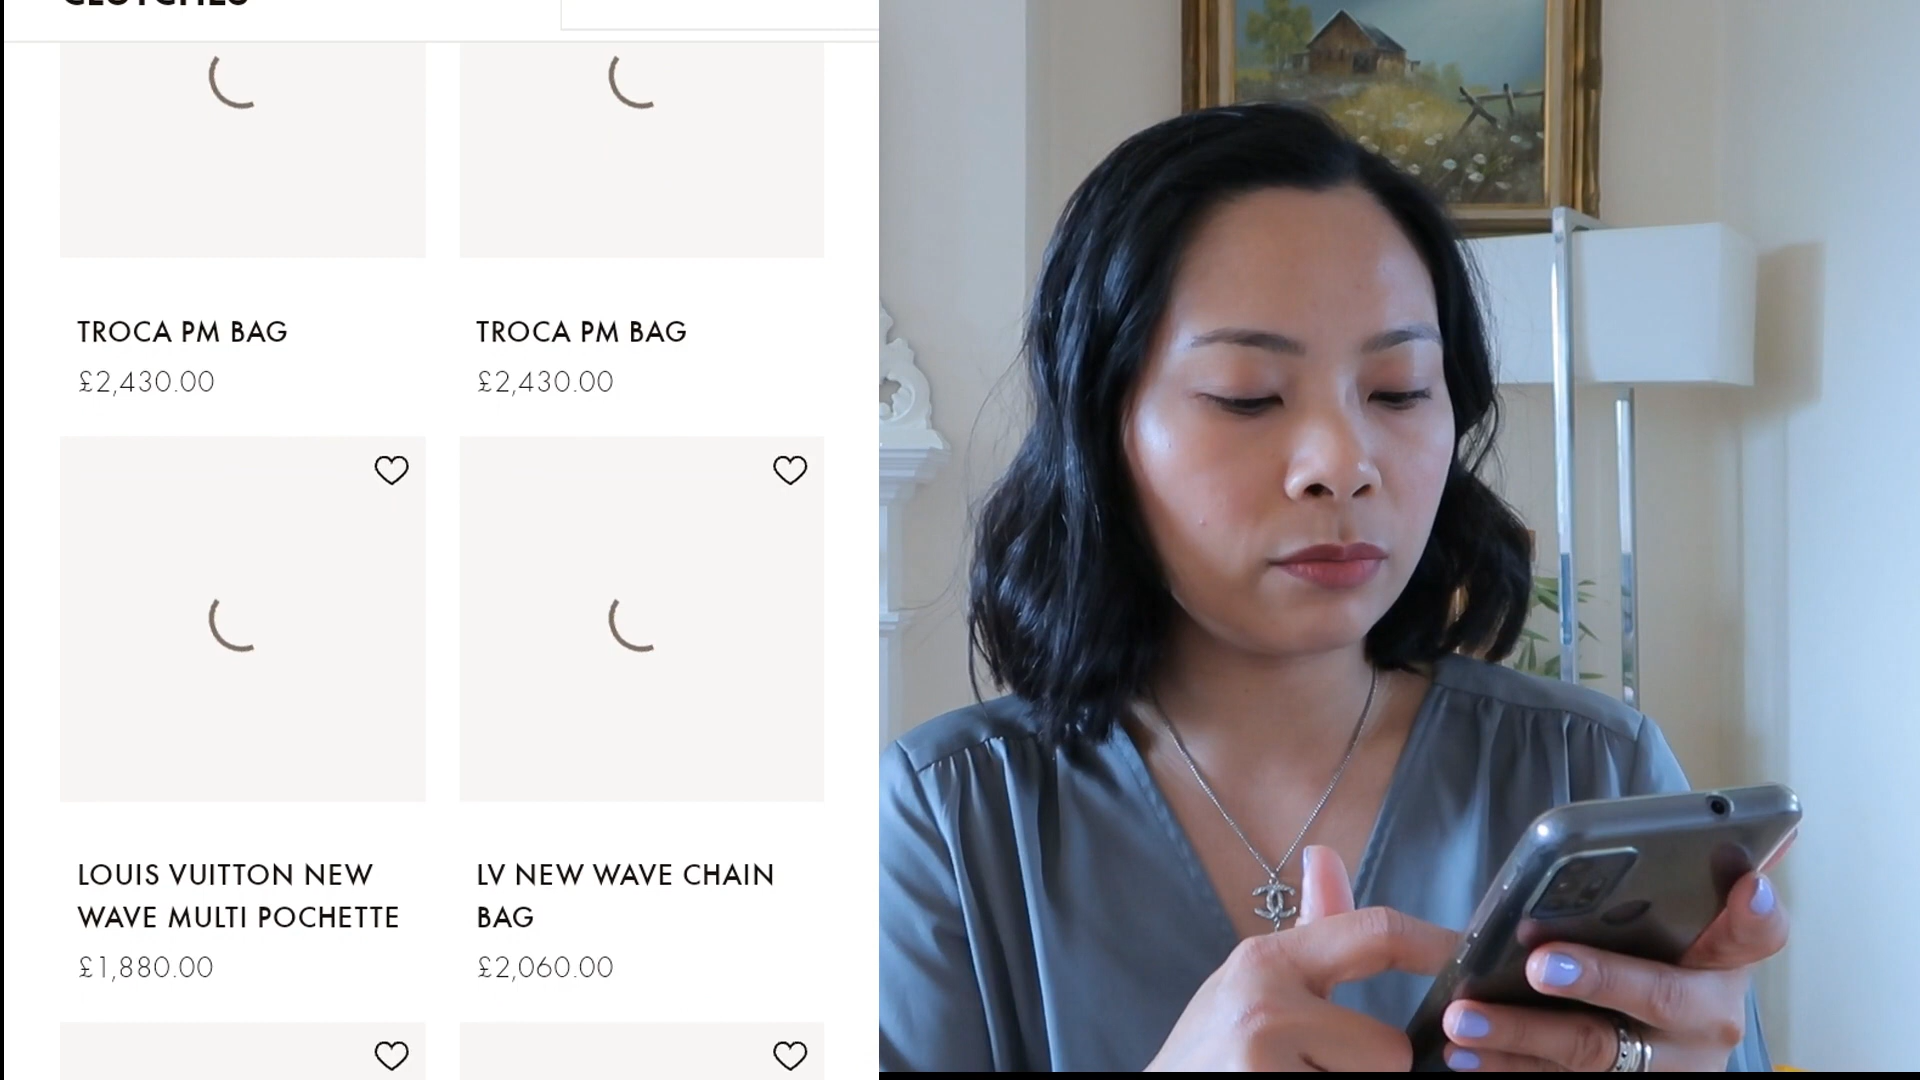 CLUTCHES
TROCA PM BAG
£2,430.00
TROCA PM BAG
£2,430.00
LOUIS VUITTON NEW
WAVE MULTI POCHETTE
£1,880.00
LV NEW WAVE CHAIN
BAG
£2,060.00